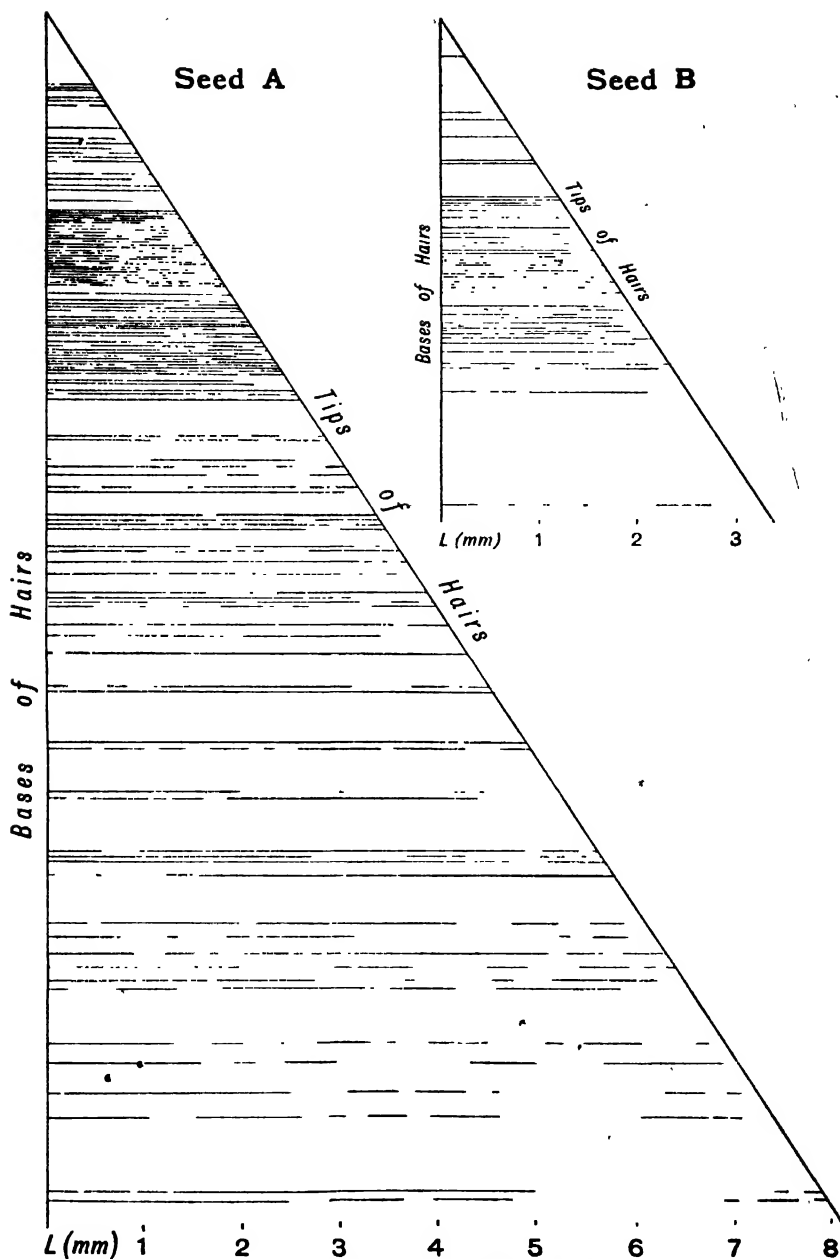 Seed A
Seed B
Tips of Hairs
Bases of Hairs
L (mm) 1 2 3
Tips of Hairs
Bases of Hairs
L (mm) 1 2 3 4 5 6 7 8